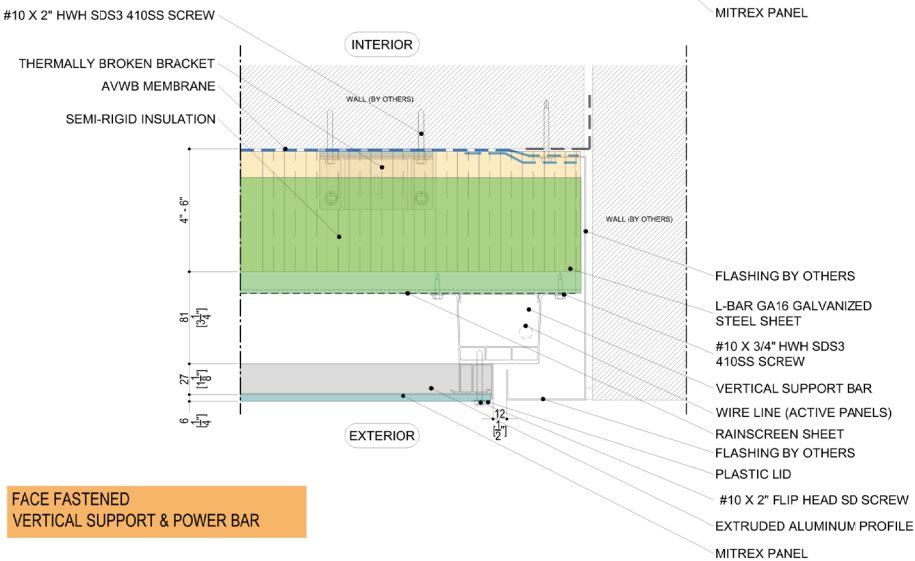 MITREX PANEL
#10 X 2" HWH SDS3 410SS SCREW
INTERIOR
THERMALLY BROKEN BRACKET
AVWB MEMBRANE
WALL (BY OTHERS)
SEMI-RIGID INSULATION
4" - 6"
WALL (BY OTHERS)
FLASHING BY OTHERS
L-BAR GA16 GALVANIZED
STEEL SHEET
81
[3 1/4"]
#10 X 3/4" HWH SDS3
410SS SCREW
27
[1 1/8"]
VERTICAL SUPPORT BAR
6
[1/4"]
WIRE LINE (ACTIVE PANELS)
12
[1/2"]
RAINSCREEN SHEET
EXTERIOR
FLASHING BY OTHERS
PLASTIC LID
#10 X 2" FLIP HEAD SD SCREW
FACE FASTENED
VERTICAL SUPPORT & POWER BAR
EXTRUDED ALUMINUM PROFILE
MITREX PANEL